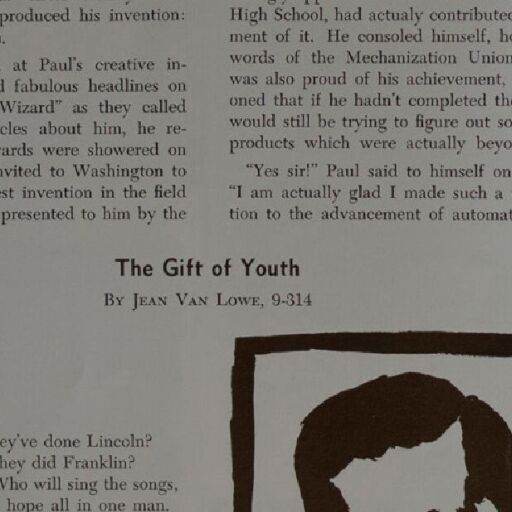 produced his invention:
at Paul's creative in-
fabulous headlines on
Wizard" as they called
cles about him, he re-
ards were showered on
nvited to Washington to
est invention in the field
presented to him by the
High School, had actualy contributed
ment of it. He consoled himself, ho
words of the Mechanization Union
was also proud of his achievement,
oned that if he hadn't completed the
would still be trying to figure out so
products which were actually beyo
"Yes sir!" Paul said to himself on
"I am actually glad I made such a
tion to the advancement of automat
The Gift of Youth
By Jean Van Lowe, 9-314
ey've done Lincoln?
hey did Franklin?
Who will sing the songs,
hope all in one man.